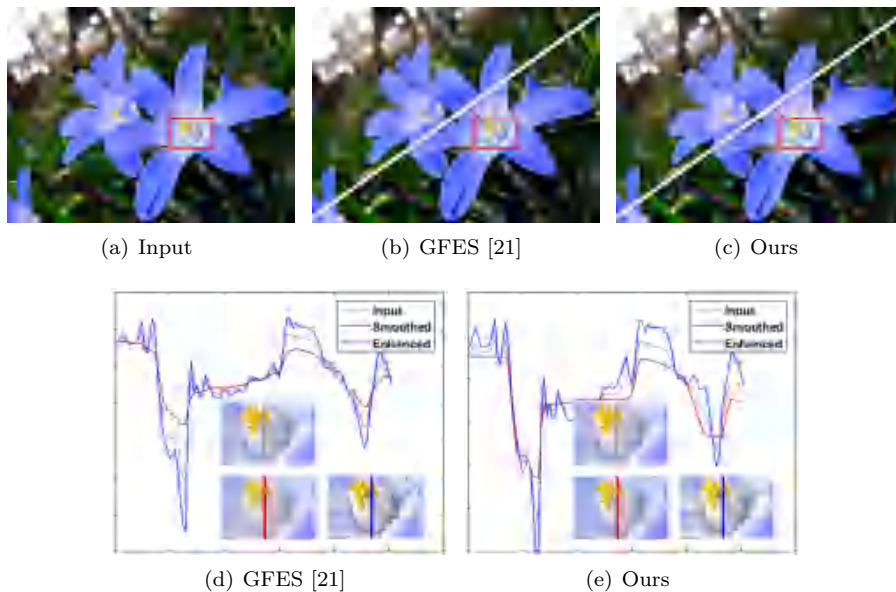 (a) Input
(b) GFES [21]
(c) Ours
Input
Smoothed
Enhanced
Input
Smoothed
Enhanced
(d) GFES [21]
(e) Ours